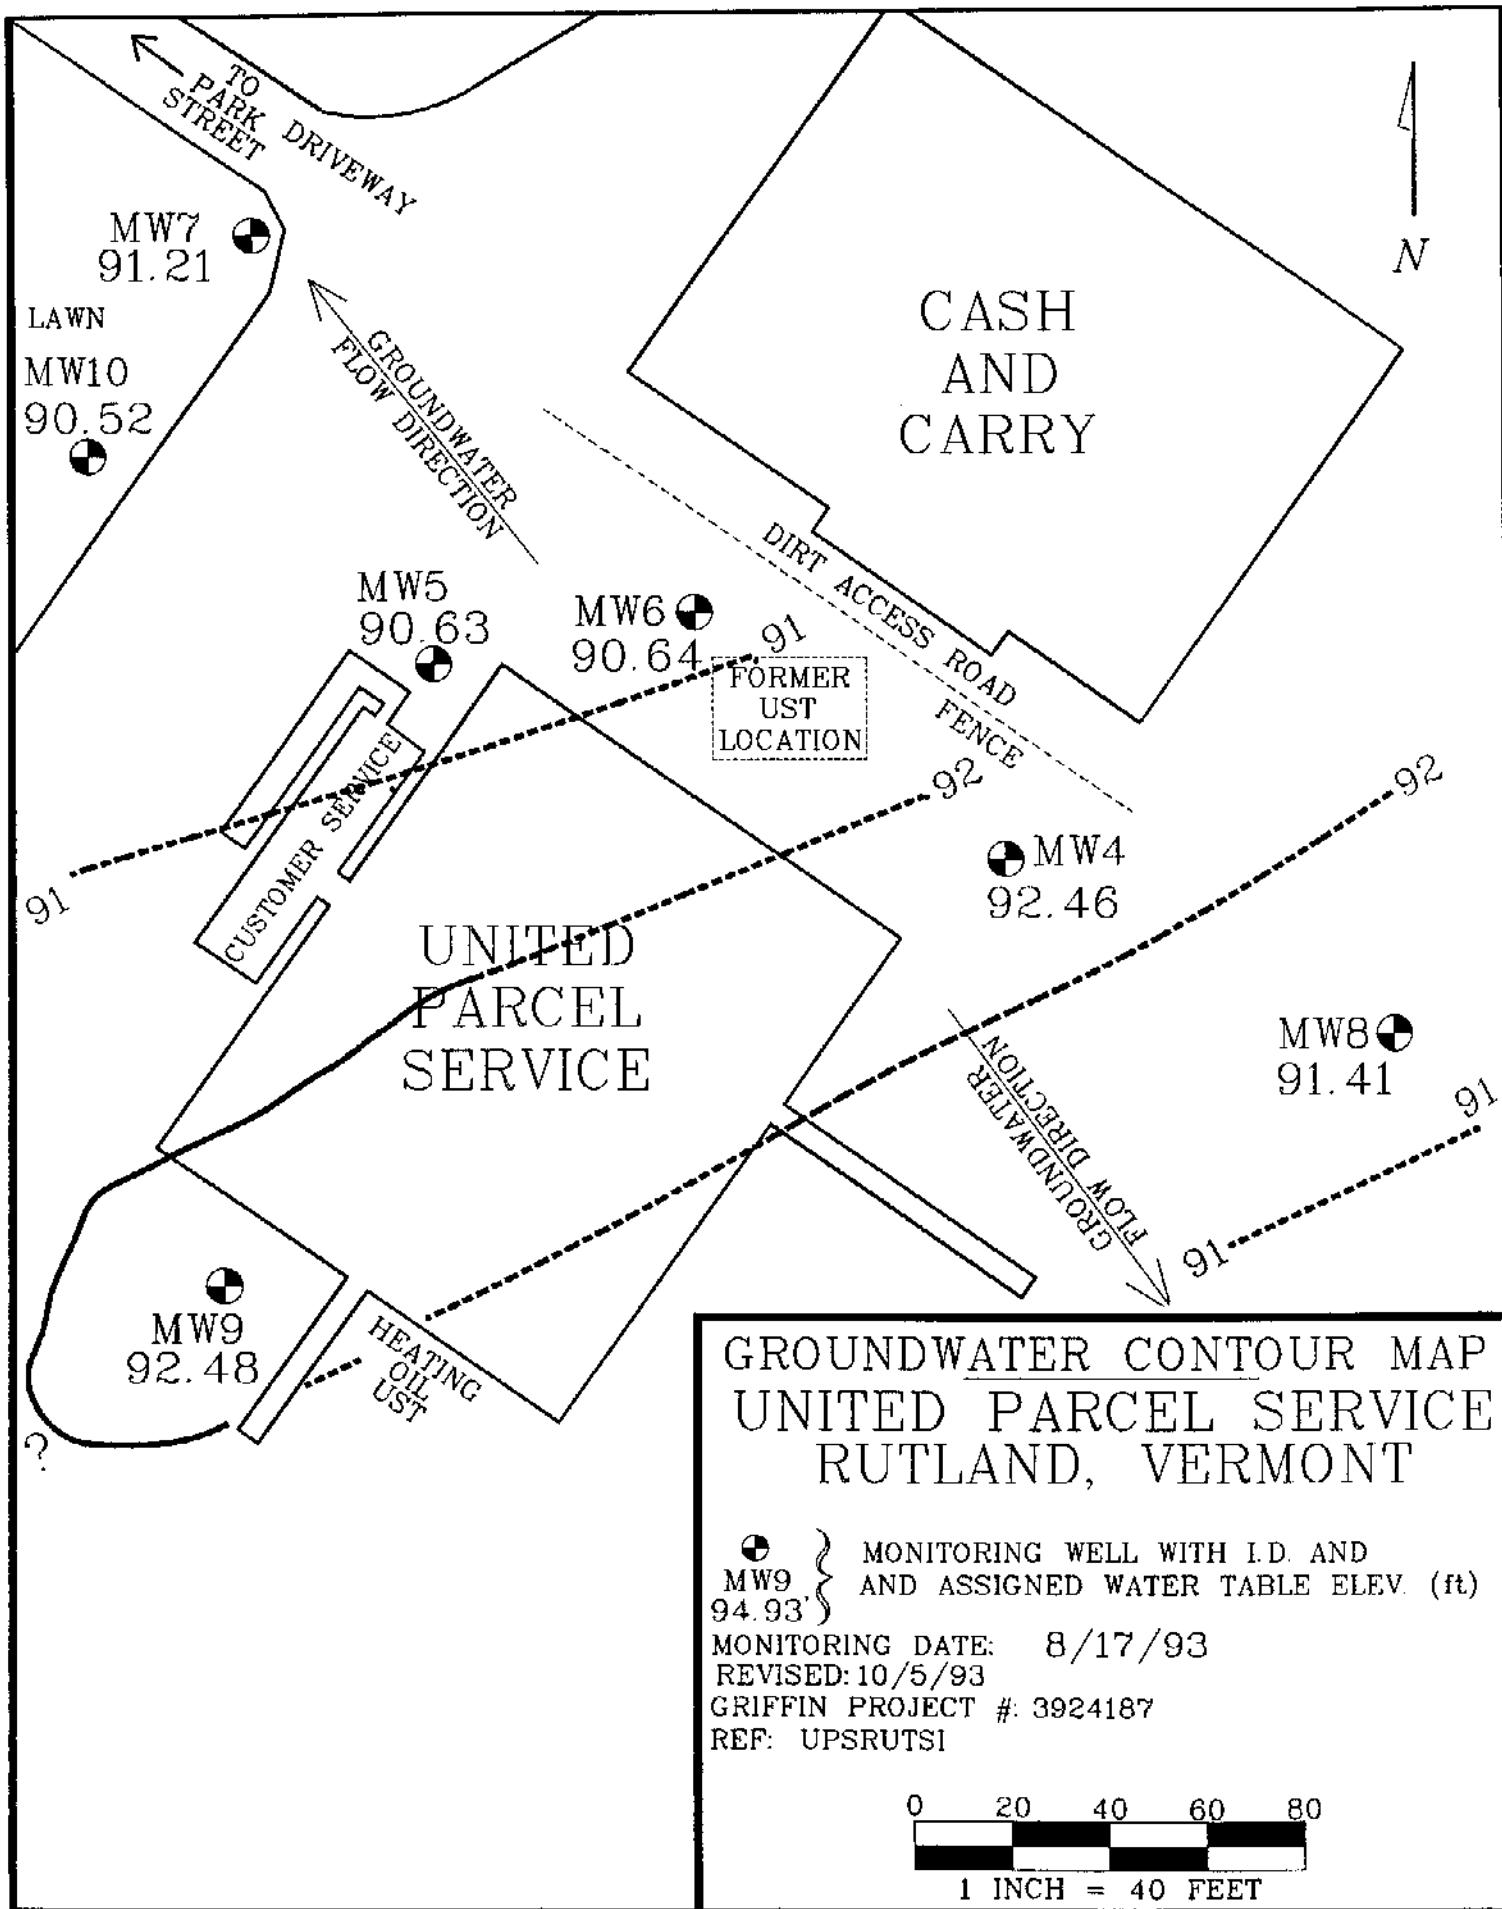 TO
PARK DRIVEWAY
STREET
N
MW7
91.21
LAWN
MW10
90.52
GROUNDWATER
FLOW DIRECTION
CASH
AND
CARRY
DIRT ACCESS ROAD
FENCE
MW5
90.63
MW6
90.64
91
FORMER
UST
LOCATION
92
92
91
CUSTOMER SERVICE
MW4
92.46
UNITED
PARCEL
SERVICE
MW8
91.41
91
GROUNDWATER
FLOW DIRECTION
91
MW9
92.48
HEATING
OIL
UST
?
GROUNDWATER CONTOUR MAP
UNITED PARCEL SERVICE
RUTLAND, VERMONT
MONITORING WELL WITH I.D. AND
AND ASSIGNED WATER TABLE ELEV. (ft)
MW9
94.93'
MONITORING DATE: 8/17/93
REVISED: 10/5/93
GRIFFIN PROJECT #: 3924187
REF: UPSRUTSI
0 20 40 60 80
1 INCH = 40 FEET